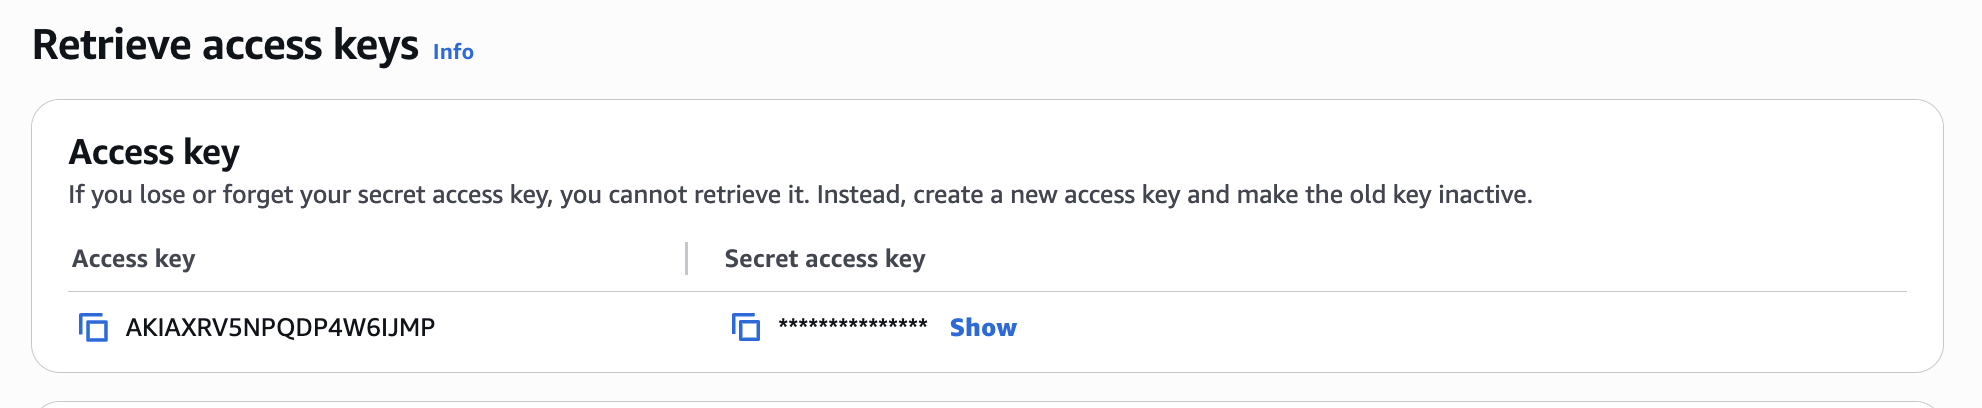 Retrieve access keys Info
Access key
If you lose or forget your secret access key, you cannot retrieve it. Instead, create a new access key and make the old key inactive.
Access key Secret access key
AKIAXRV5NPQDP4W6IJMP *************** Show